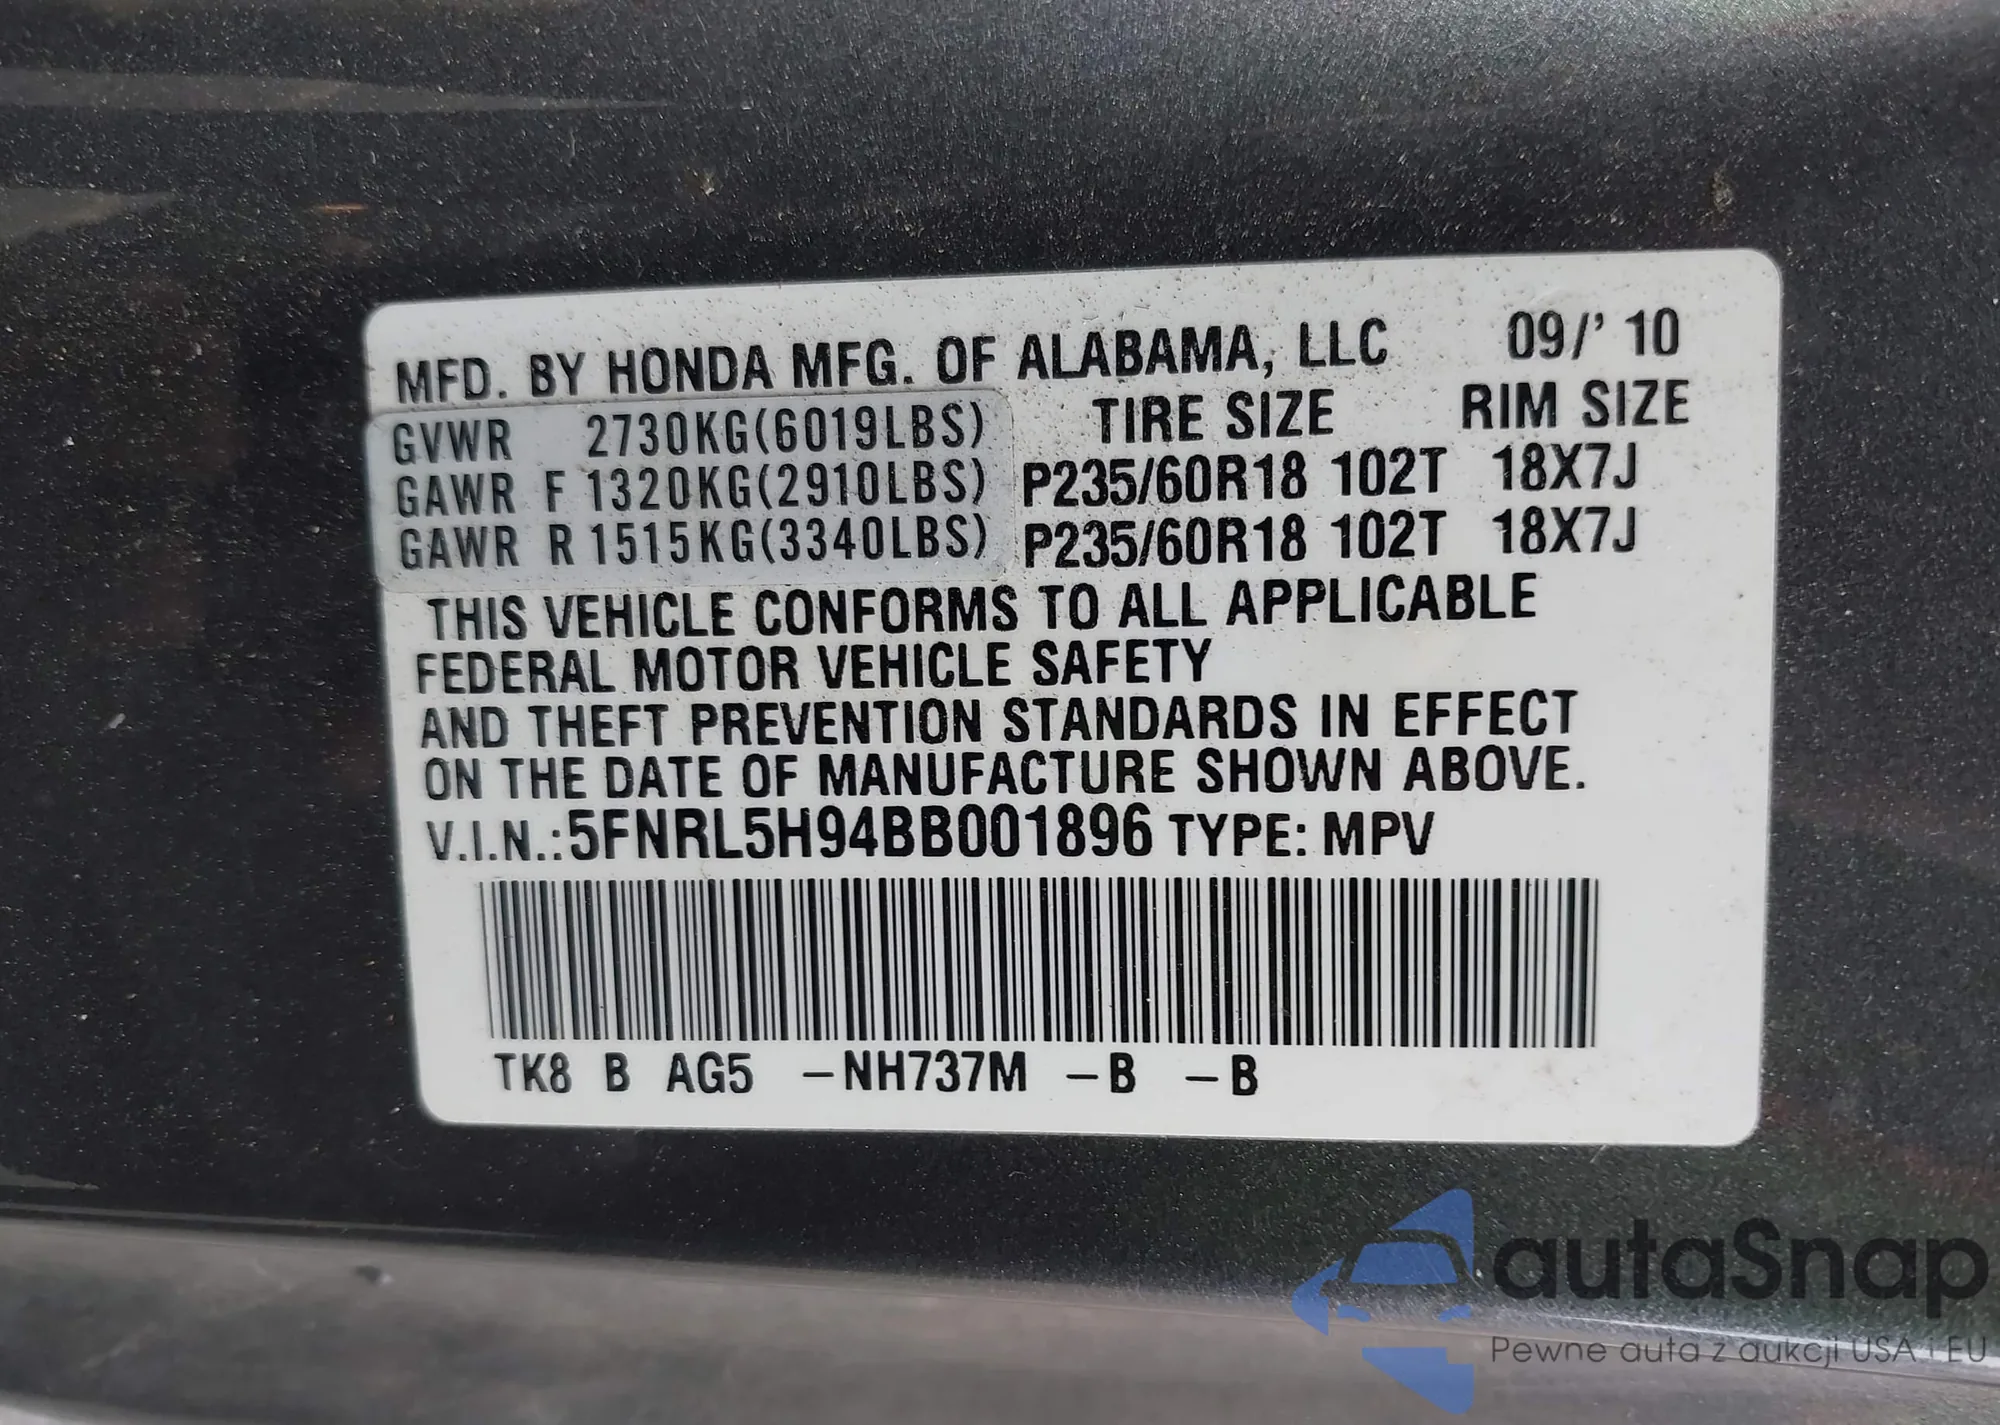 MFD. BY HONDA MFG. OF ALABAMA, LLC 09/' 10
GVWR 2730KG(6019LBS) TIRE SIZE RIM SIZE
GAWR F 1320KG(2910LBS) P235/60R18 102T 18X7J
GAWR R 1515KG(3340LBS) P235/60R18 102T 18X7J
THIS VEHICLE CONFORMS TO ALL APPLICABLE
FEDERAL MOTOR VEHICLE SAFETY
AND THEFT PREVENTION STANDARDS IN EFFECT
ON THE DATE OF MANUFACTURE SHOWN ABOVE.
V.I.N.:5FNRL5H94BB001896 TYPE: MPV
TK8 B AG5 -NH737M -B -B
autaSnap
Pewne auta z aukcji USA i EU